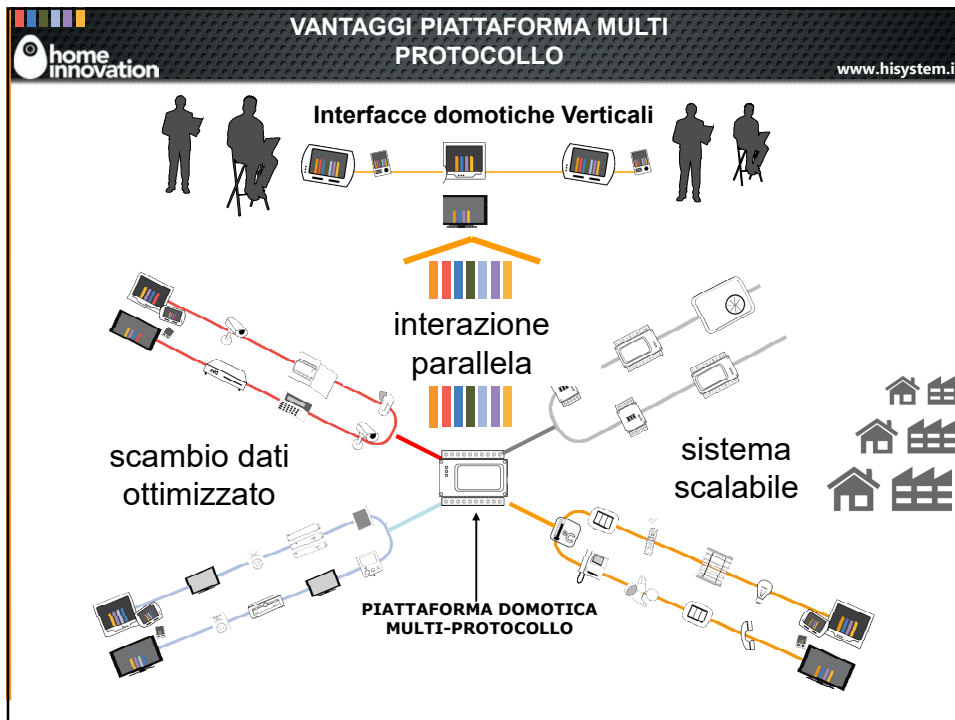 VANTAGGI PIATTAFORMA MULTI
PROTOCOLLO
home
innovation
www.hisystem.i
Interfacce domotiche Verticali
interazione
parallela
scambio dati
ottimizzato
sistema
scalabile
°C
PIATTAFORMA DOMOTICA
MULTI-PROTOCOLLO